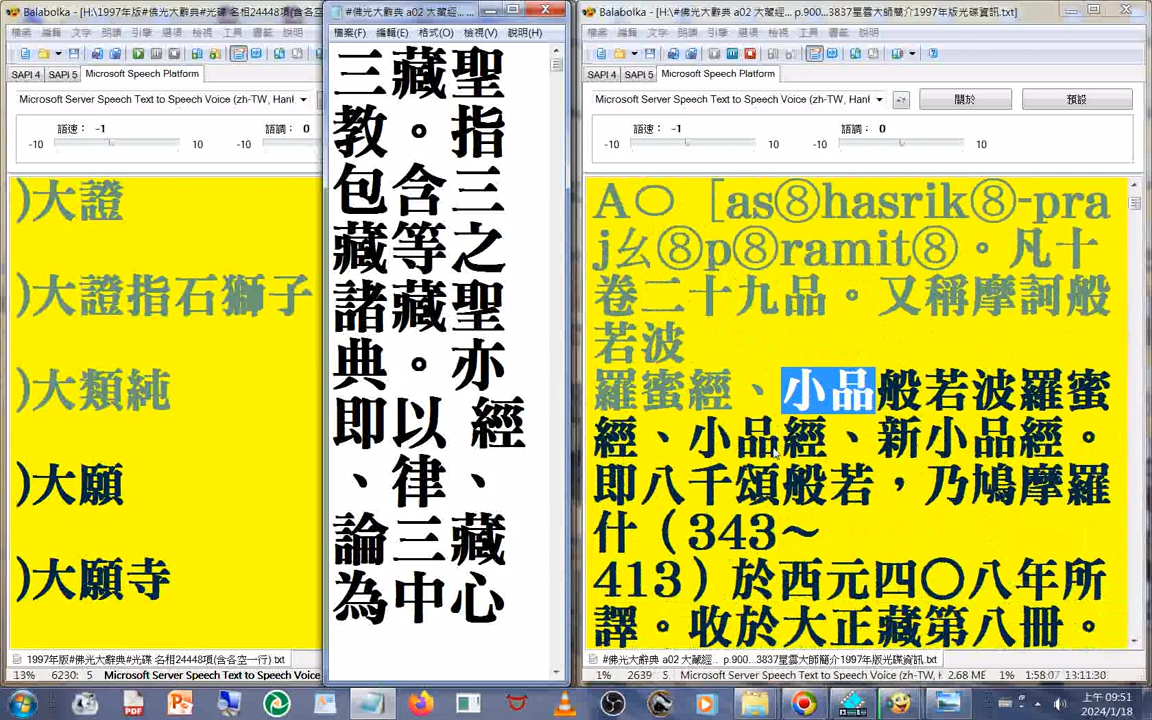 Balabolka - [H:\1997年版#佛光大辭典#光碟 名相24448項(含各空
檔案 編輯 文字 朗讀 引擎 音效 檢視 工具 書籤 說明
SAPI 4 SAPI 5 Microsoft Speech Platform
Microsoft Server Speech Text to Speech Voice (zh-TW, Hanl
語速： -1 語調： 0
-10 10 -10
)大證
)大證指石獅子
)大類純
)大願
)大願寺
1997年版#佛光大辭典#光碟 名相24448項(含各空一行).txt
13% 6230: 5 Microsoft Server Speech Text to Speech Voice
#佛光大辭典 a02 大藏經... ...
檔案(F) 編輯(E) 格式(O) 檢視(V) 說明(H)
三藏聖
教。指
包含三
藏等之
諸藏聖
典。亦
即以 經
、律、
論三藏
為中心
Balabolka - [H:\#佛光大辭典 a02 大藏經... p.900...3837星雲大師簡介1997年版光碟資訊.txt]
檔案 編輯 文字 朗讀 引擎 音效 檢視 工具 書籤 說明
SAPI 4 SAPI 5 Microsoft Speech Platform
Microsoft Server Speech Text to Speech Voice (zh-TW, Hanl 關於 預設
語速： -1 語調： 0
-10 10 -10 10
A○［as⑧hasrik⑧-pra
jㄠ⑧p⑧ramit⑧。凡十
卷二十九品。又稱摩訶般
若波
羅蜜經、小品般若波羅蜜
經、小品經、新小品經。
即八千頌般若，乃鳩摩羅
什（343～
413）於西元四○八年所
譯。收於大正藏第八冊。
#佛光大辭典 a02 大藏經... p.900...3837星雲大師簡介1997年版光碟資訊.txt
1% 2639: 5 Microsoft Server Speech Text to Speech Voice (zh-TW, H 2.68 ME 1% 1:58:07 13:11:30
上午 09:51
2024/1/18